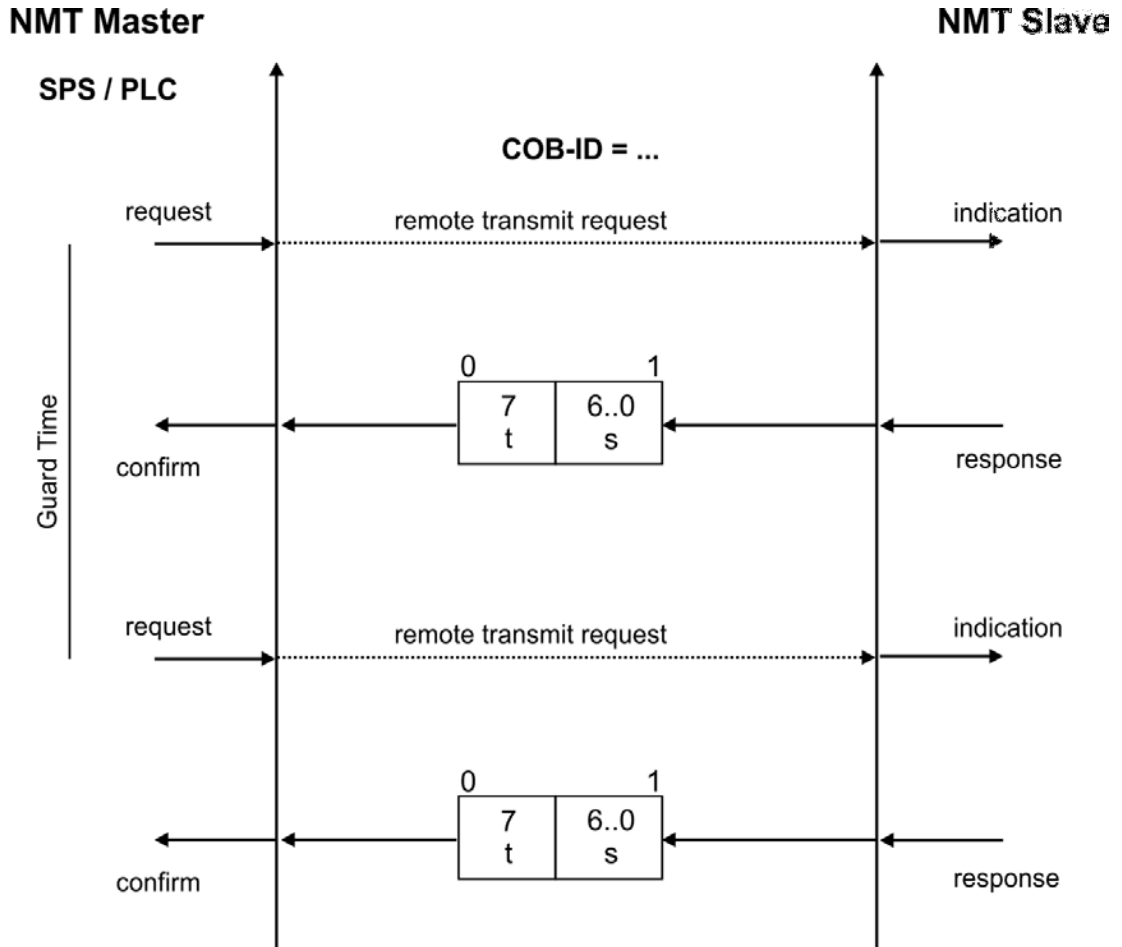 NMT Master
NMT Slave
SPS / PLC
COB-ID = ...
request
remote transmit request
indication
0 1
7 6..0
t s
confirm
response
Guard Time
request
remote transmit request
indication
0 1
7 6..0
t s
confirm
response